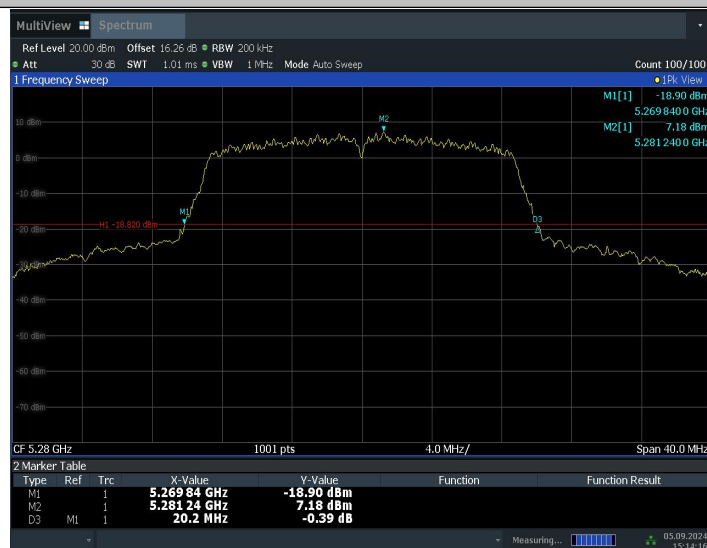 MultiView Spectrum
Ref Level 20.00 dBm Offset 16.26 dB RBW 200 kHz
Att 30 dB SWT 1.01 ms VBW 1 MHz Mode Auto Sweep Count 100/100
1 Frequency Sweep 1Pk View
M1[1] -18.90 dBm
5.269 840 0 GHz
M2[1] 7.18 dBm
5.281 240 0 GHz
M2
10 dBm
0 dBm
-10 dBm
M1
D3
H1 -18.820 dBm
-20 dBm
-30 dBm
-40 dBm
-50 dBm
-60 dBm
-70 dBm
CF 5.28 GHz 1001 pts 4.0 MHz/ Span 40.0 MHz
2 Marker Table
Type Ref Trc X-Value Y-Value Function Function Result
M1 1 5.269 84 GHz -18.90 dBm
M2 1 5.281 24 GHz 7.18 dBm
D3 M1 1 20.2 MHz -0.39 dB
Measuring... 05.09.2024
15:14:16